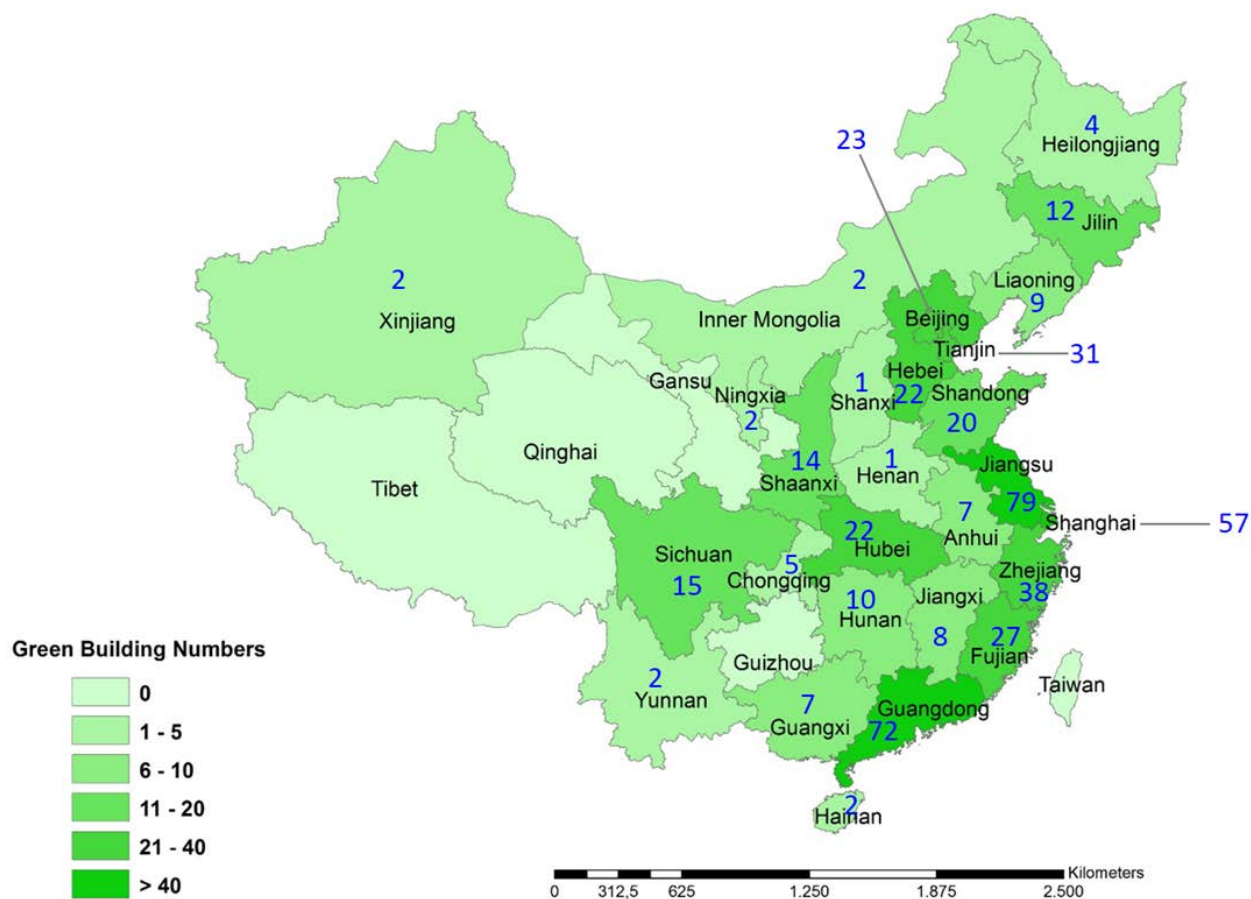 4
Heilongjiang
23
12
Jilin
2
Xinjiang
2
Inner Mongolia
Liaoning
9
Beijing
Tianjin
31
Hebei
22
Gansu
Ningxia
2
1
Shanxi
Shandong
20
Qinghai
Tibet
14
Shaanxi
1
Henan
Jiangsu
79
7
Anhui
Shanghai
57
22
Hubei
Sichuan
15
5
Chongqing
Zhejiang
38
10
Hunan
Jiangxi
8
27
Fujian
Guizhou
2
Yunnan
7
Guangxi
Guangdong
72
Taiwan
2
Hainan
Green Building Numbers
0
1 - 5
6 - 10
11 - 20
21 - 40
> 40
Kilometers
0 312,5 625 1.250 1.875 2.500